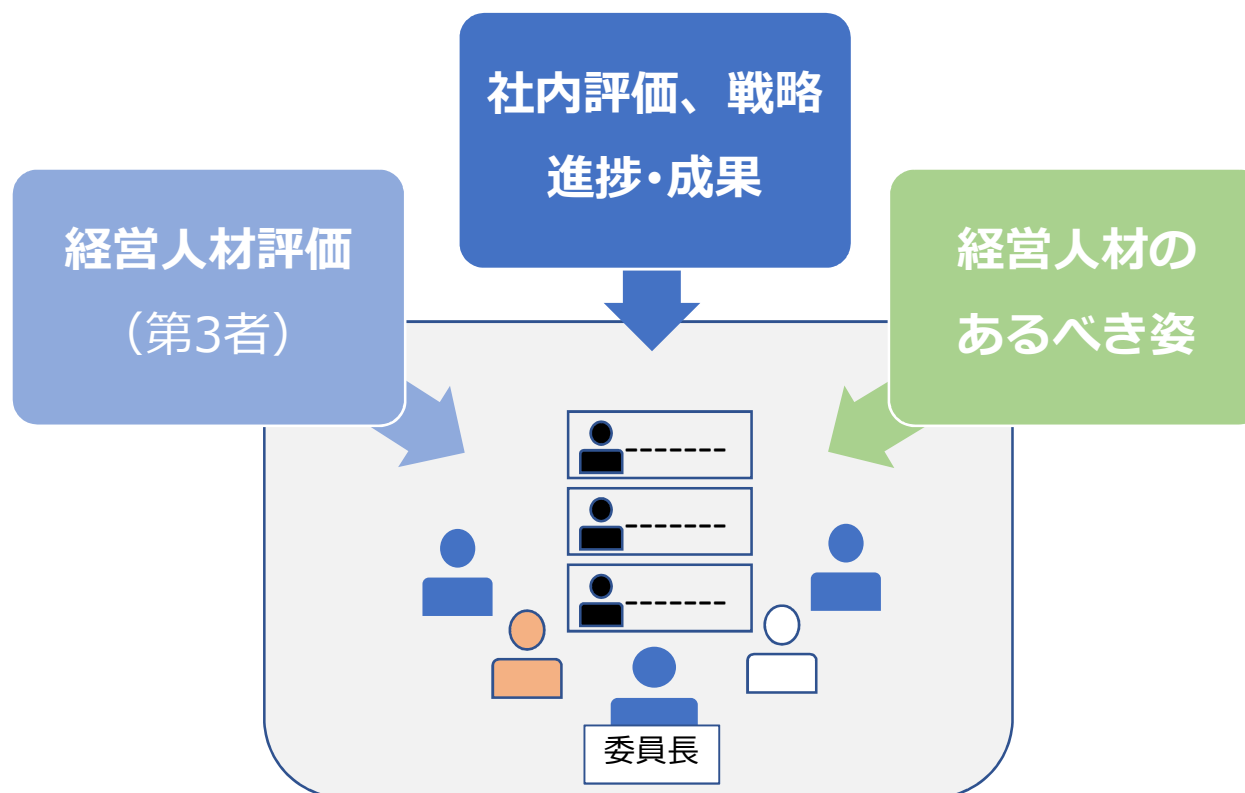 社内評価、戦略
進捗・成果
経営人材評価
（第3者）
経営人材の
あるべき姿
委員長